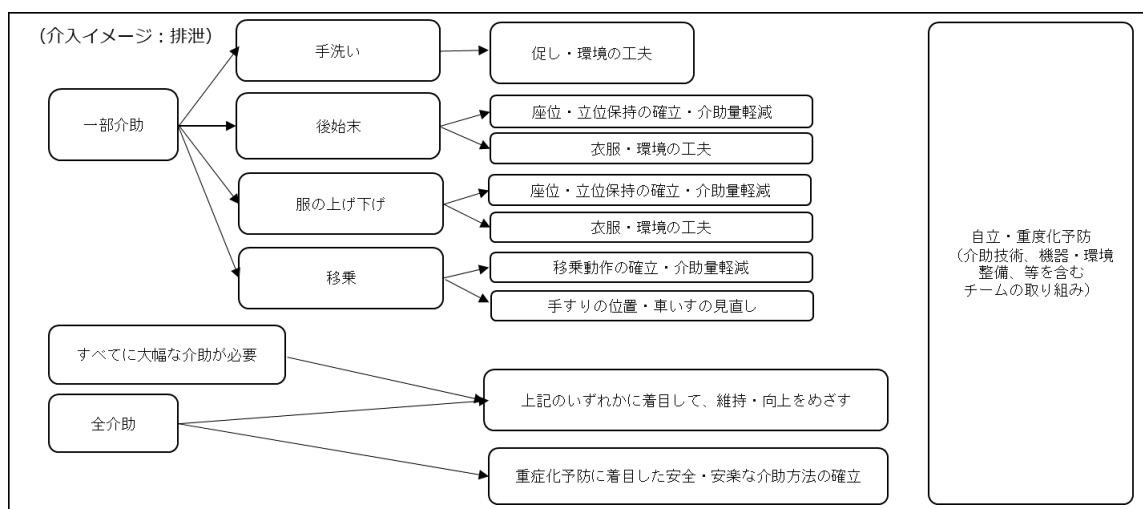 （介入イメージ：排泄）
手洗い
促し・環境の工夫
一部介助
後始末
座位・立位保持の確立・介助量軽減
衣服・環境の工夫
服の上げ下げ
座位・立位保持の確立・介助量軽減
衣服・環境の工夫
移乗
移乗動作の確立・介助量軽減
手すりの位置・車いすの見直し
すべてに大幅な介助が必要
全介助
上記のいずれかに着目して、維持・向上をめざす
重症化予防に着目した安全・安楽な介助方法の確立
自立・重度化予防
（介助技術、機器・環境
整備、等を含む
チームの取り組み）